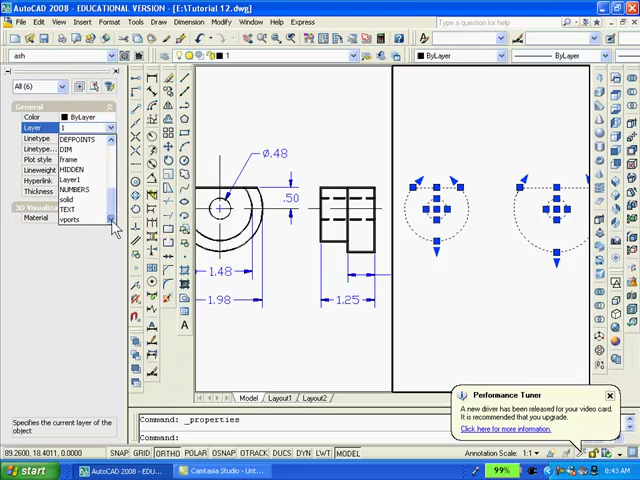 AutoCAD 2008 - EDUCATIONAL VERSION - [E:\Tutorial 12.dwg]
File Edit View Insert Format Tools Draw Dimension Modify Window Help Express
Type a question for help
ash
1
ByLayer
ByLayer
All (6)
General
Color ByLayer
Layer 1
Linetype
Linetype...
Plot style
Lineweight
Hyperlink
Thickness
3D Visualiza
Material
DEFPOINTS
DIM
frame
HIDDEN
Layer1
NUMBERS
solid
TEXT
vports
Ø.48
.50
1.48
1.98
1.25
Specifies the current layer of the object
Model Layout1 Layout2
Performance Tuner
A new driver has been released for your video card.
It is recommended that you upgrade.
Click here for more information.
Command: _properties
Command:
89.2600, 18.4011, 0.0000
SNAP GRID ORTHO POLAR OSNAP OTRACK DUCS DYN LWT MODEL
Annotation Scale: 1:1
start
AutoCAD 2008 - EDU...
Camtasia Studio - Unt...
99%
8:43 AM